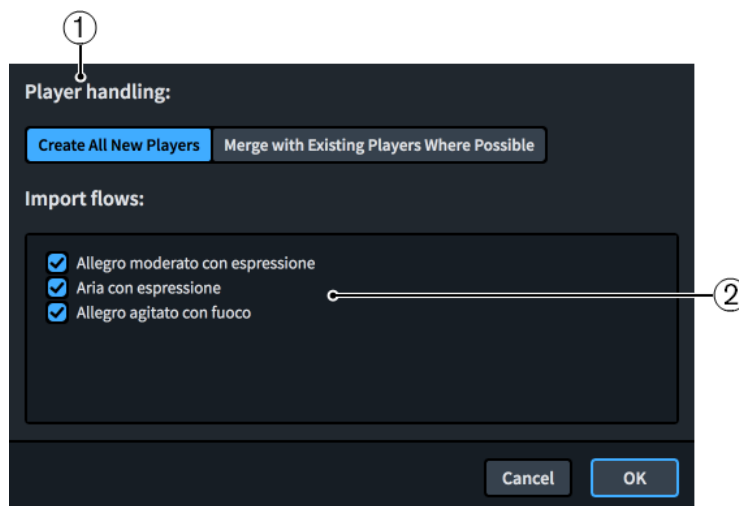 1
Player handling:
Create All New Players Merge with Existing Players Where Possible
Import flows:
Allegro moderato con espressione
Aria con espressione
2
Allegro agitato con fuoco
Cancel OK